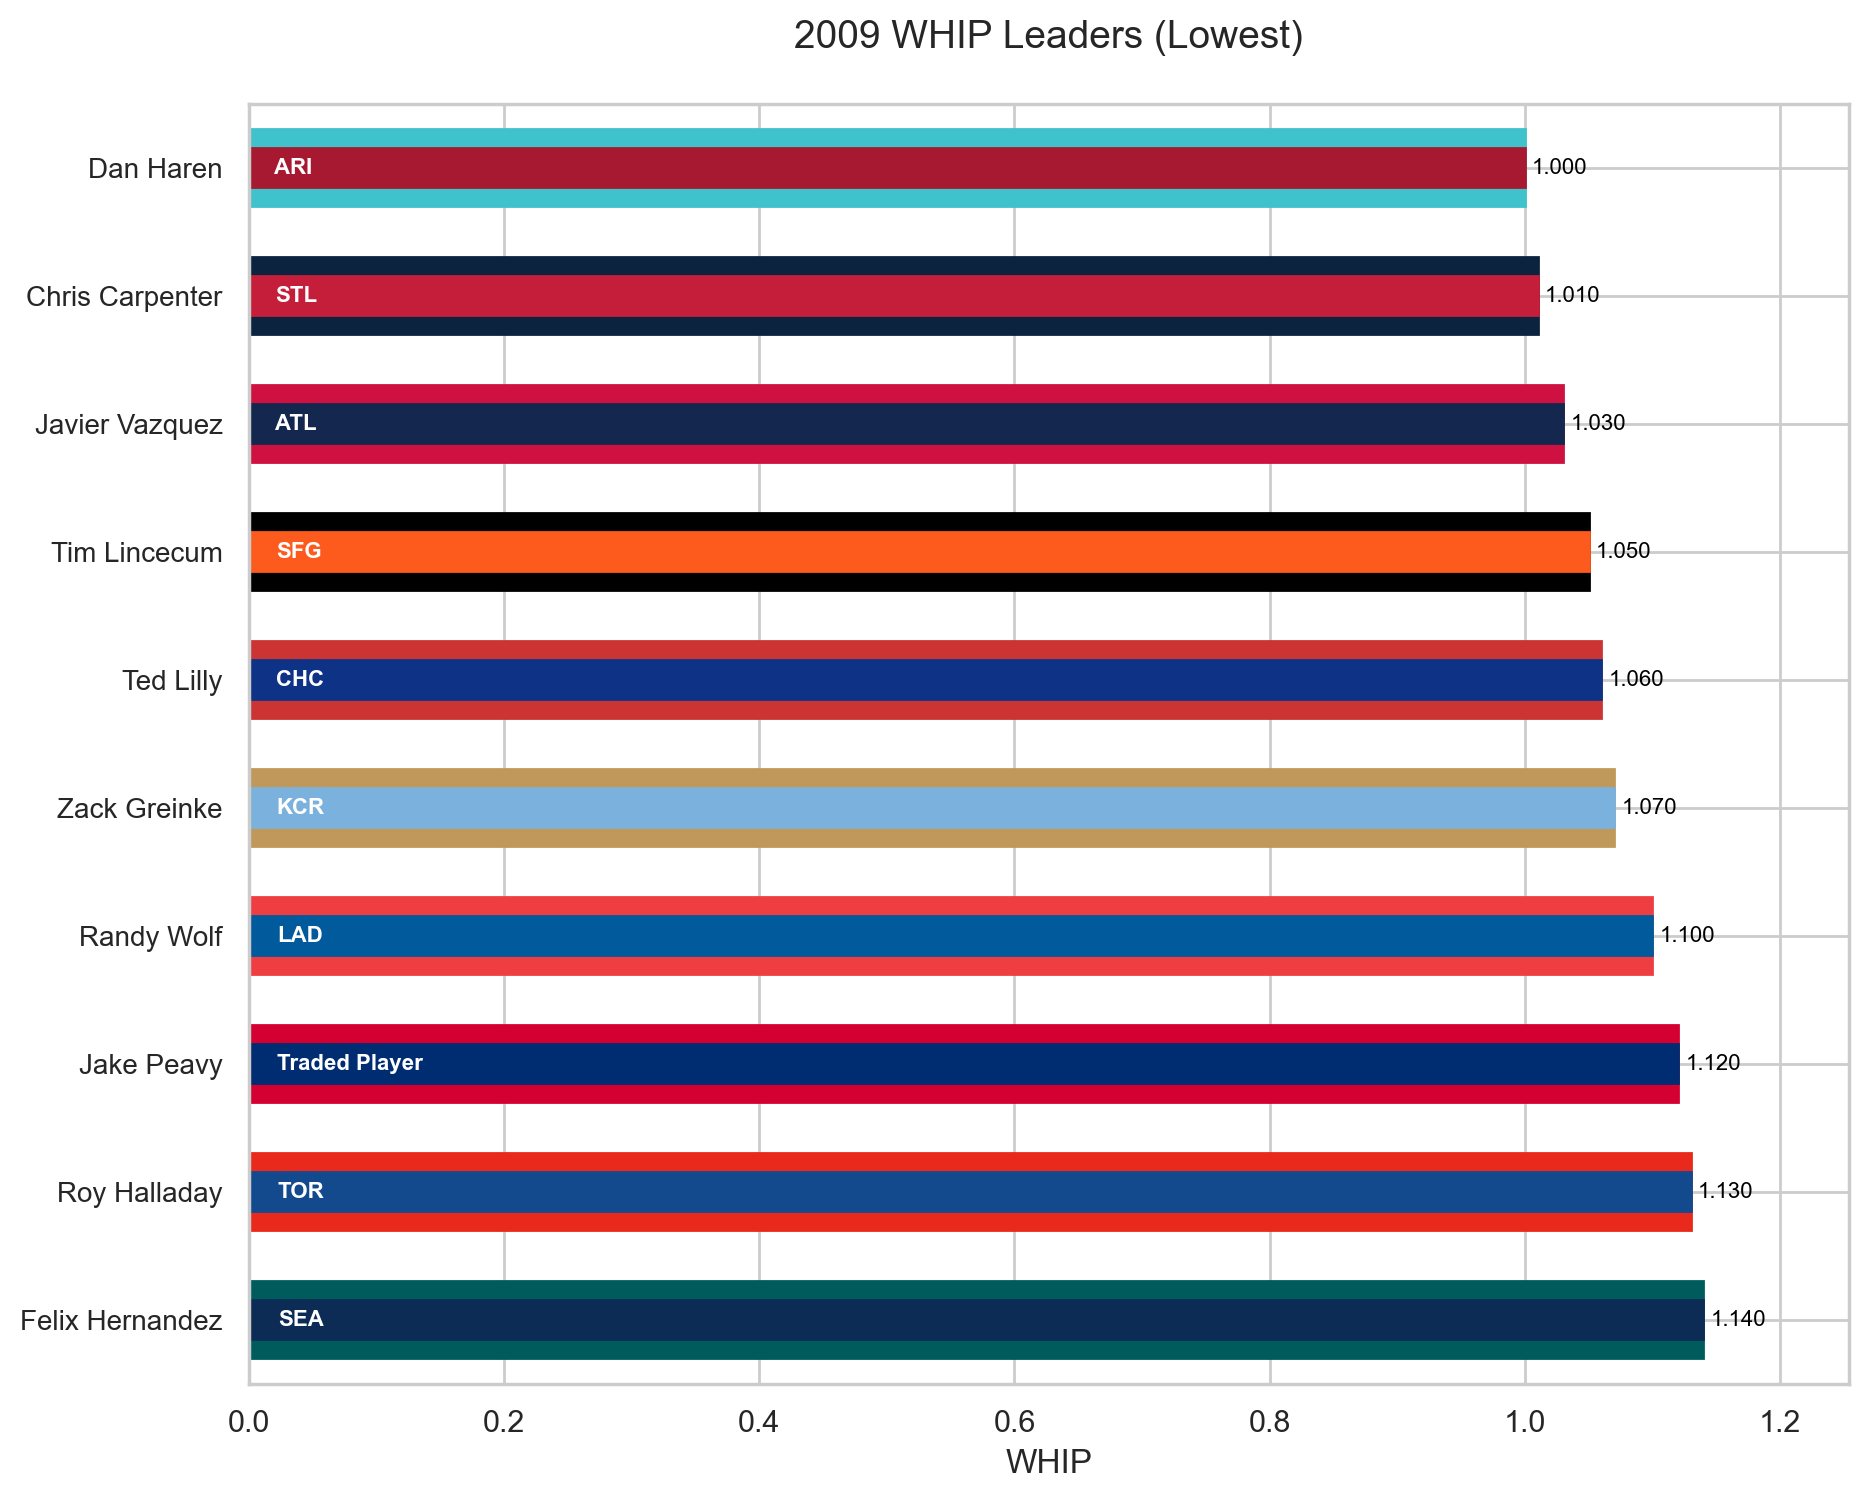 2009 WHIP Leaders (Lowest)
Dan Haren
ARI
1.000
Chris Carpenter
STL
1.010
Javier Vazquez
ATL
1.030
Tim Lincecum
SFG
1.050
Ted Lilly
CHC
1.060
Zack Greinke
KCR
1.070
Randy Wolf
LAD
1.100
Jake Peavy
Traded Player
1.120
Roy Halladay
TOR
1.130
Felix Hernandez
SEA
1.140
0.0 0.2 0.4 0.6 0.8 1.0 1.2
WHIP